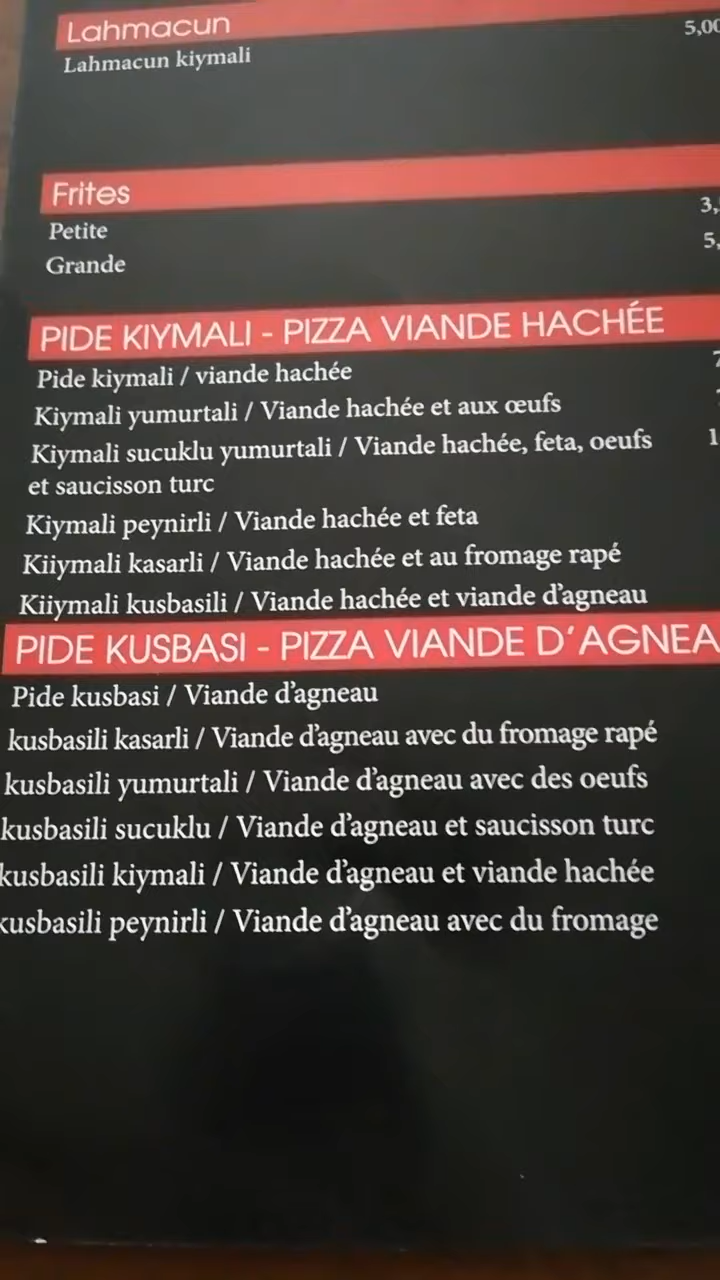 Lahmacun
Lahmacun kiymali 5,00
Frites
Petite 3,
Grande 5,
PIDE KIYMALI - PIZZA VIANDE HACHÉE
Pide kiymali / viande hachée 7
Kiymali yumurtali / Viande hachée et aux œufs
Kiymali sucuklu yumurtali / Viande hachée, feta, oeufs 1
et saucisson turc
Kiymali peynirli / Viande hachée et feta
Kiiymali kasarli / Viande hachée et au fromage rapé
Kiiymali kusbasili / Viande hachée et viande d'agneau
PIDE KUSBASI - PIZZA VIANDE D'AGNEA
Pide kusbasi / Viande d'agneau
kusbasili kasarli / Viande d'agneau avec du fromage rapé
kusbasili yumurtali / Viande d'agneau avec des oeufs
kusbasili sucuklu / Viande d'agneau et saucisson turc
kusbasili kiymali / Viande d'agneau et viande hachée
kusbasili peynirli / Viande d'agneau avec du fromage